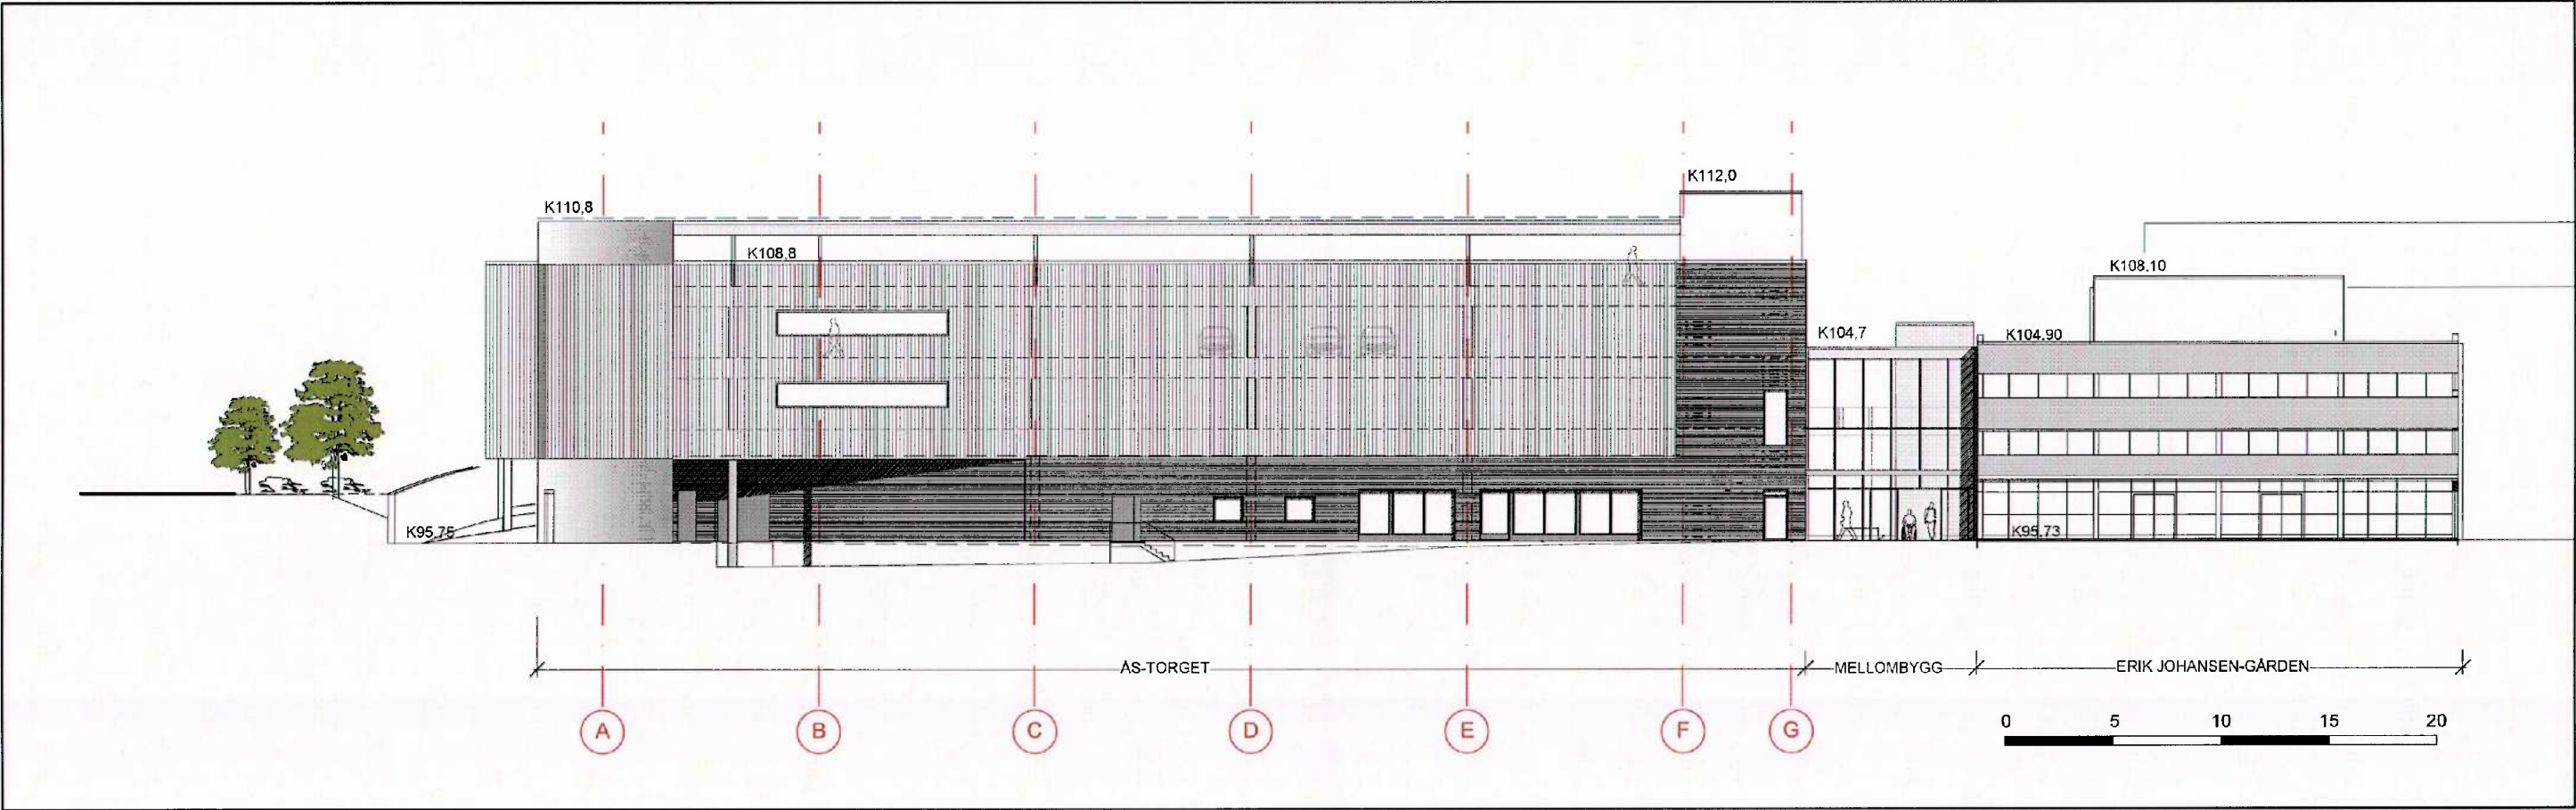 K112,0
K110,8
K108,8
K108.10
K104,7
K104.90
K95.75
K95.73
ÅS-TORGET
MELLOMBYGG
ERIK JOHANSEN-GÅRDEN
A B C D E F G
0 5 10 15 20